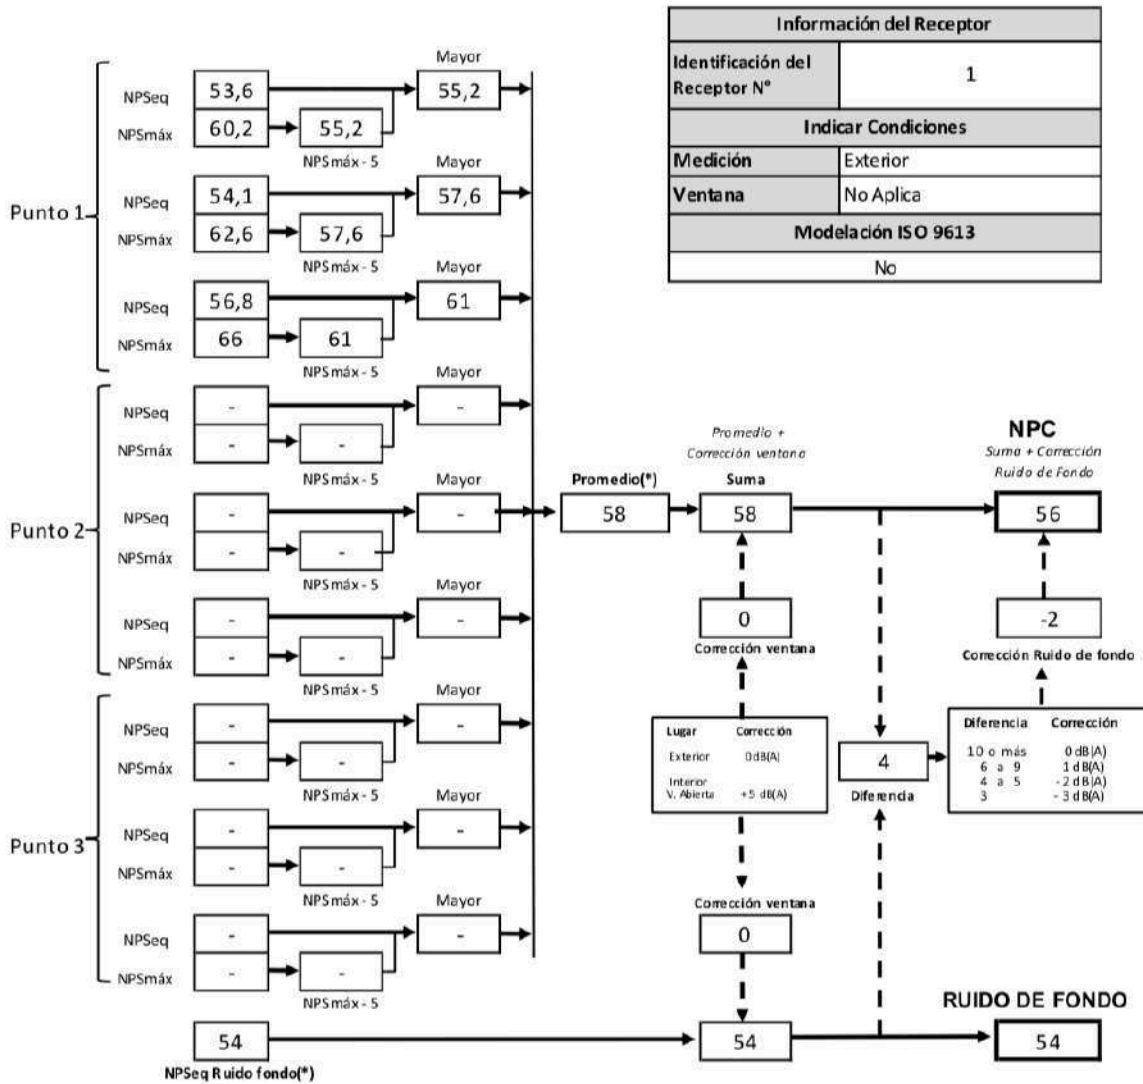 Información del Receptor
Identificación del Receptor N° 1
Indicar Condiciones
Medición Exterior
Ventana No Aplica
Modelación ISO 9613
No
Punto 1
Mayor
NPSeq 53,6 55,2
NPSmáx 60,2 55,2
NPSmáx - 5
Mayor
NPSeq 54,1 57,6
NPSmáx 62,6 57,6
NPSmáx - 5
Mayor
NPSeq 56,8 61
NPSmáx 66 61
NPSmáx - 5
Punto 2
Mayor
NPSeq - -
NPSmáx - -
NPSmáx - 5
Mayor
NPSeq - -
NPSmáx - -
NPSmáx - 5
Mayor
NPSeq - -
NPSmáx - -
NPSmáx - 5
Punto 3
Mayor
NPSeq - -
NPSmáx - -
NPSmáx - 5
Mayor
NPSeq - -
NPSmáx - -
NPSmáx - 5
Mayor
NPSeq - -
NPSmáx - -
NPSmáx - 5
54
NPSeq Ruido fondo(*)
Promedio(*)
58
Promedio +
Corrección ventana
Suma
58
0
Corrección ventana
Lugar Corrección
Exterior 0 dB(A)
Interior
V. Abierta +5 dB(A)
Corrección ventana
0
54
4
Diferencia
NPC
Suma + Corrección
Ruido de Fondo
56
-2
Corrección Ruido de fondo
Diferencia Corrección
10 o más 0 dB(A)
6 a 9 1 dB(A)
4 a 5 -2 dB(A)
3 - 3 dB(A)
RUIDO DE FONDO
54